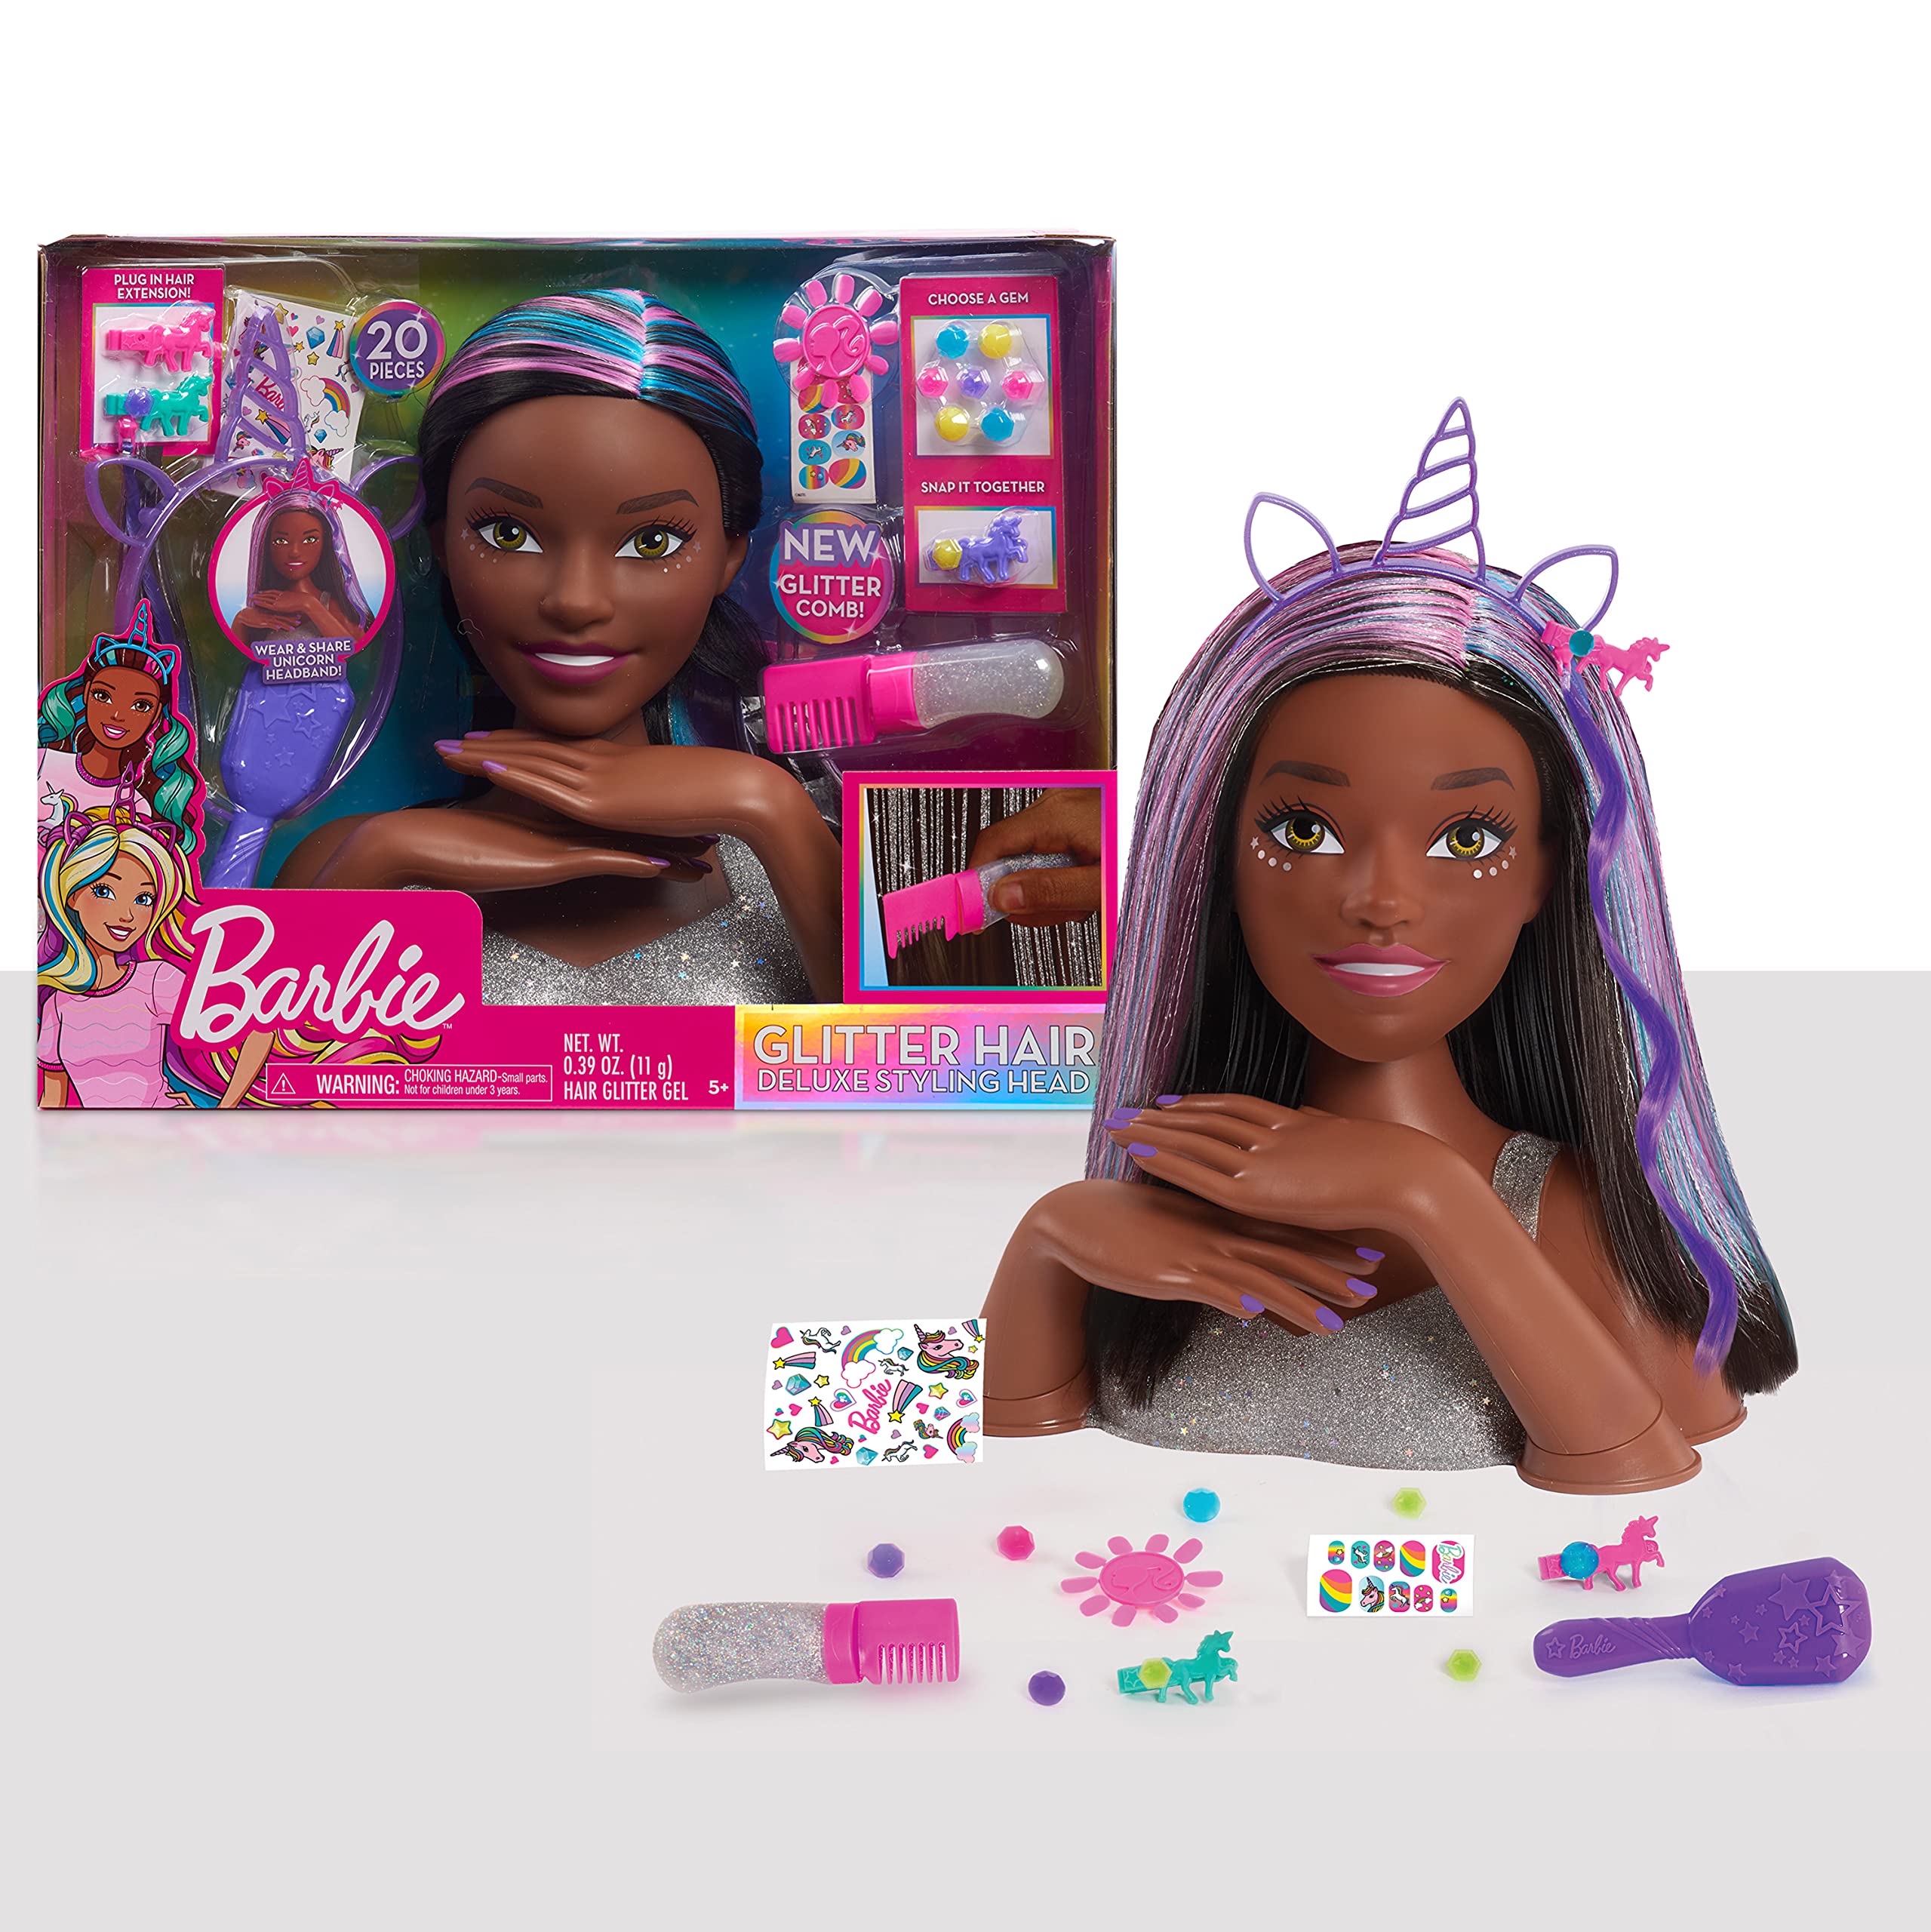 PLUG IN HAIR
EXTENSION!
20
PIECES
CHOOSE A GEM
SNAP IT TOGETHER
NEW
GLITTER
COMB!
WEAR & SHARE
UNICORN
HEADBAND!
Barbie™
NET. WT.
0.39 OZ. (11 g)
HAIR GLITTER GEL
5+
WARNING: CHOKING HAZARD-Small parts.
Not for children under 3 years.
GLITTER HAIR
DELUXE STYLING HEAD
Barbie
Barbie
Barbie